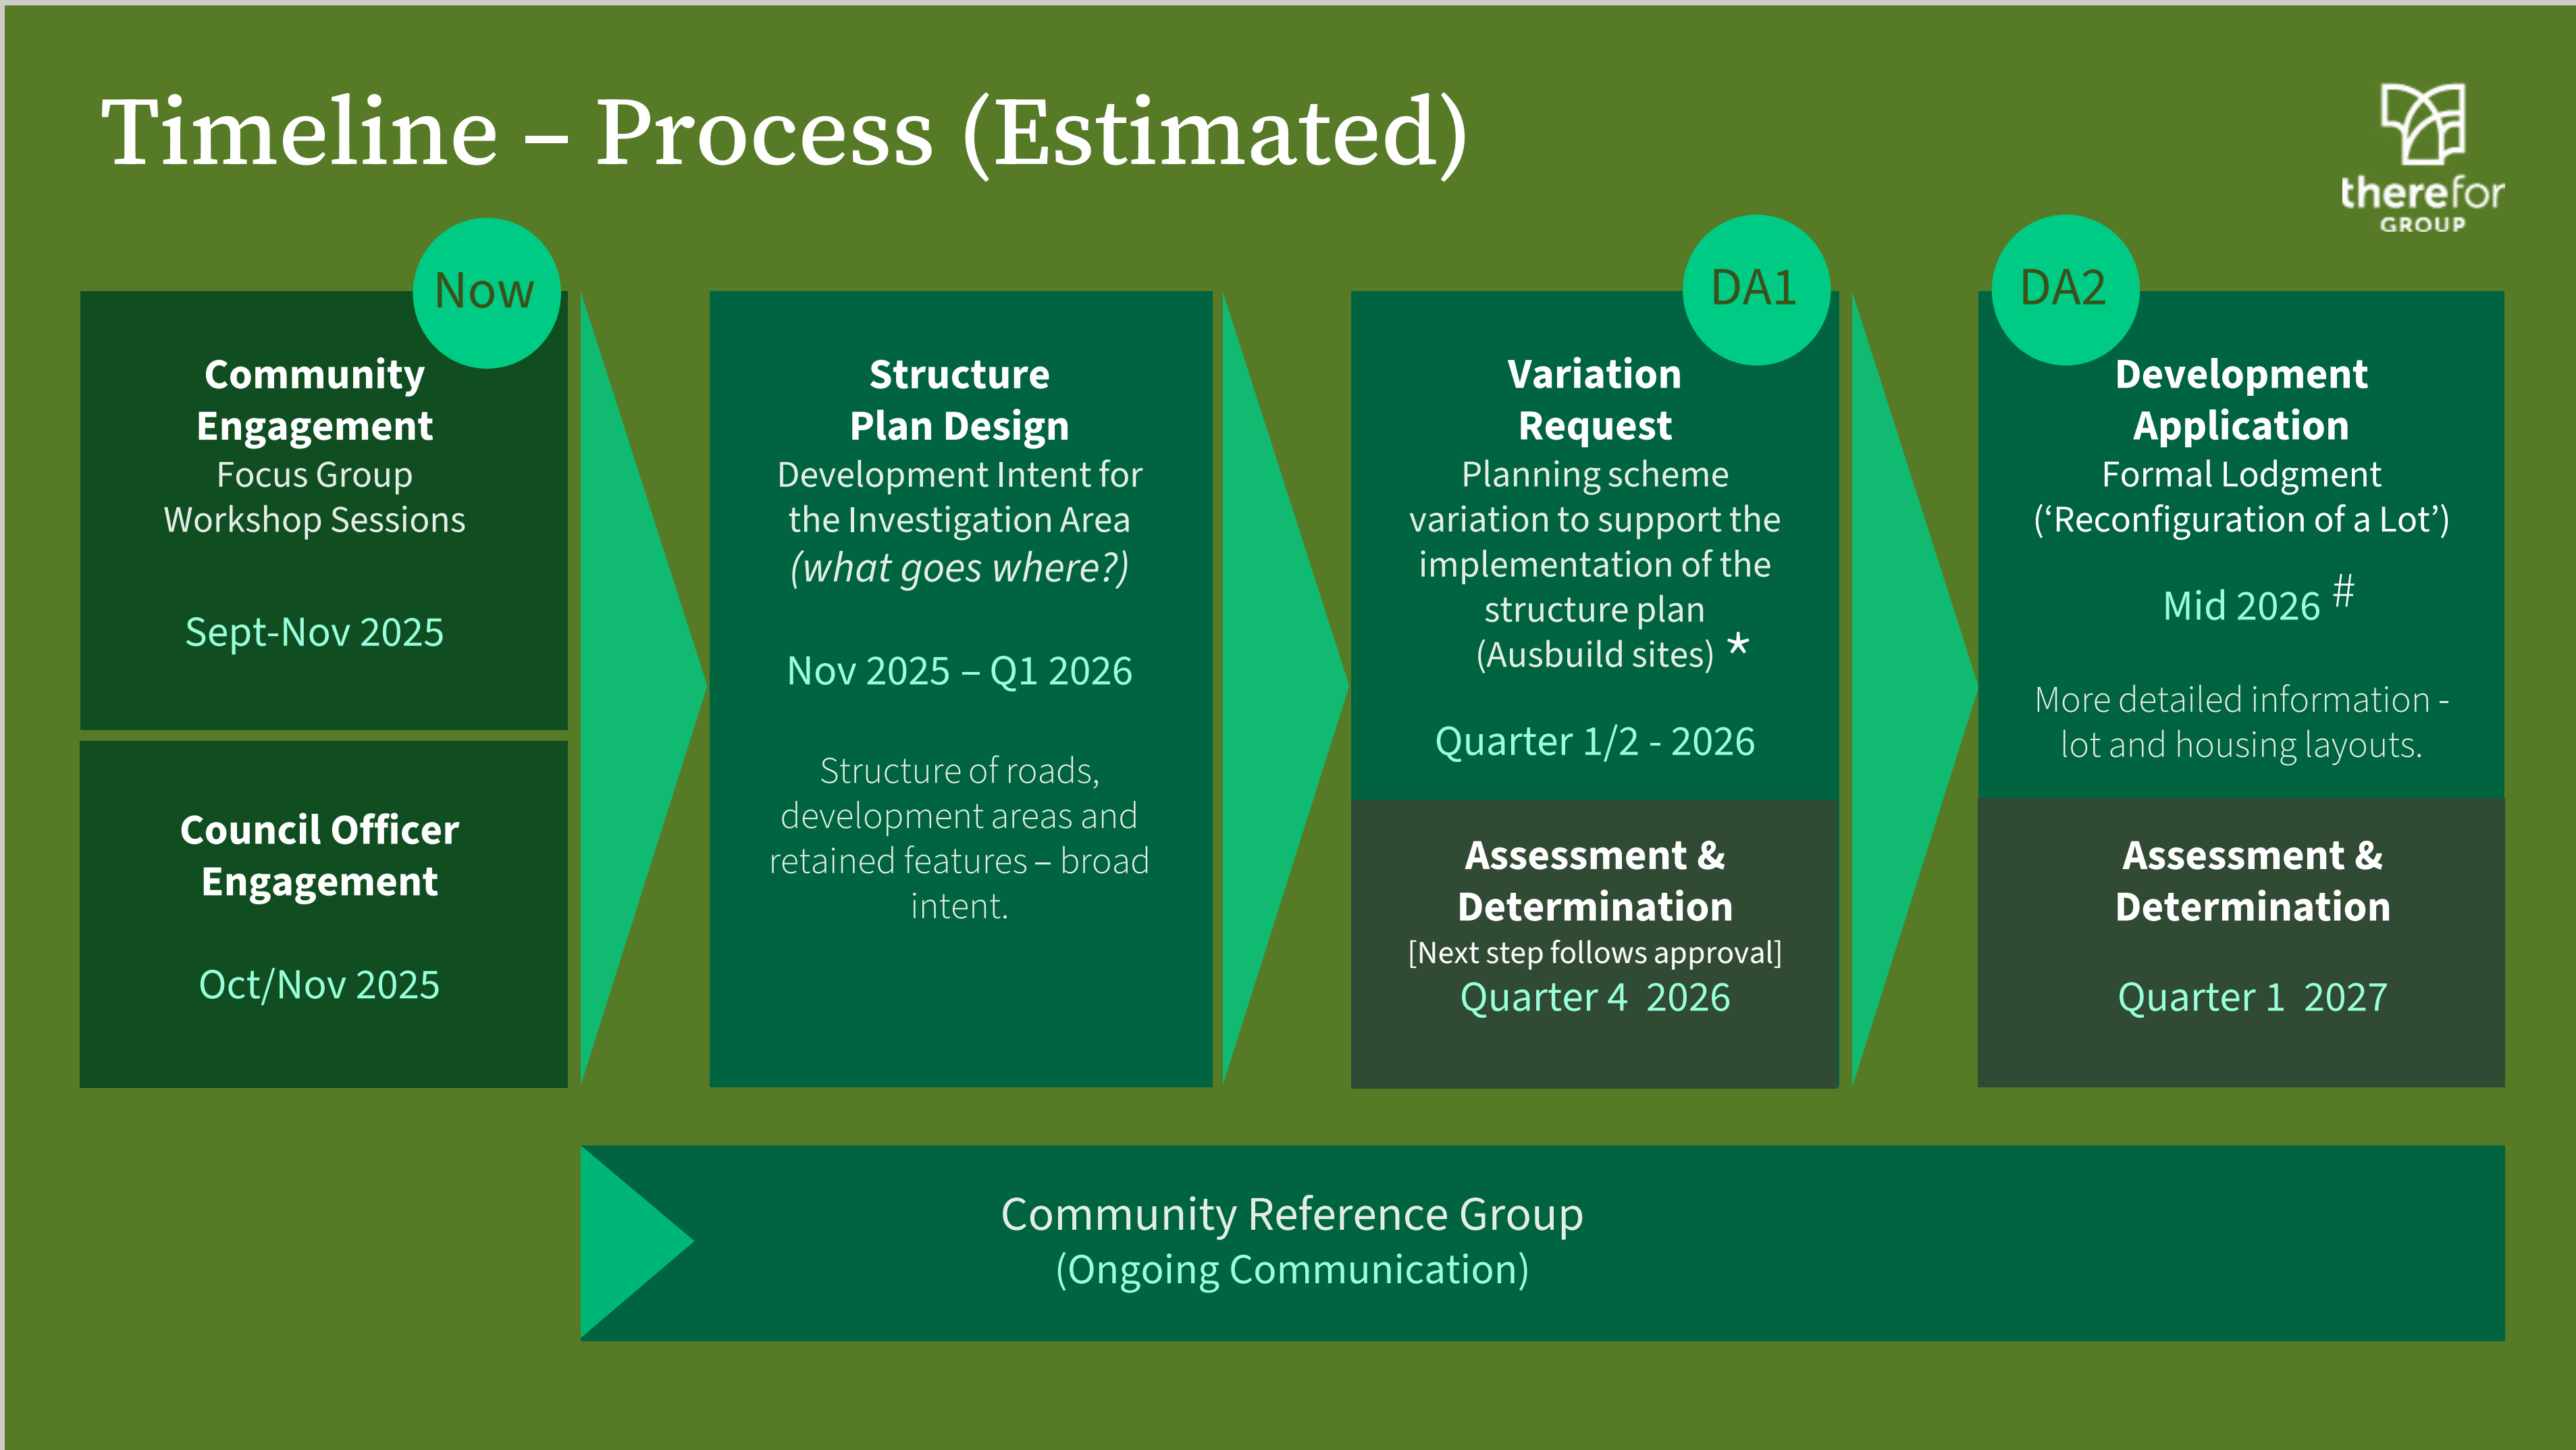 Timeline – Process (Estimated)
therefor
GROUP
Now
Community
Engagement
Focus Group
Workshop Sessions
Sept-Nov 2025
Council Officer
Engagement
Oct/Nov 2025
Structure
Plan Design
Development Intent for
the Investigation Area
(what goes where?)
Nov 2025 – Q1 2026
Structure of roads,
development areas and
retained features – broad
intent.
DA1
Variation
Request
Planning scheme
variation to support the
implementation of the
structure plan
(Ausbuild sites) *
Quarter 1/2 - 2026
Assessment &
Determination
[Next step follows approval]
Quarter 4 2026
DA2
Development
Application
Formal Lodgment
(‘Reconfiguration of a Lot’)
Mid 2026 #
More detailed information -
lot and housing layouts.
Assessment &
Determination
Quarter 1 2027
Community Reference Group
(Ongoing Communication)